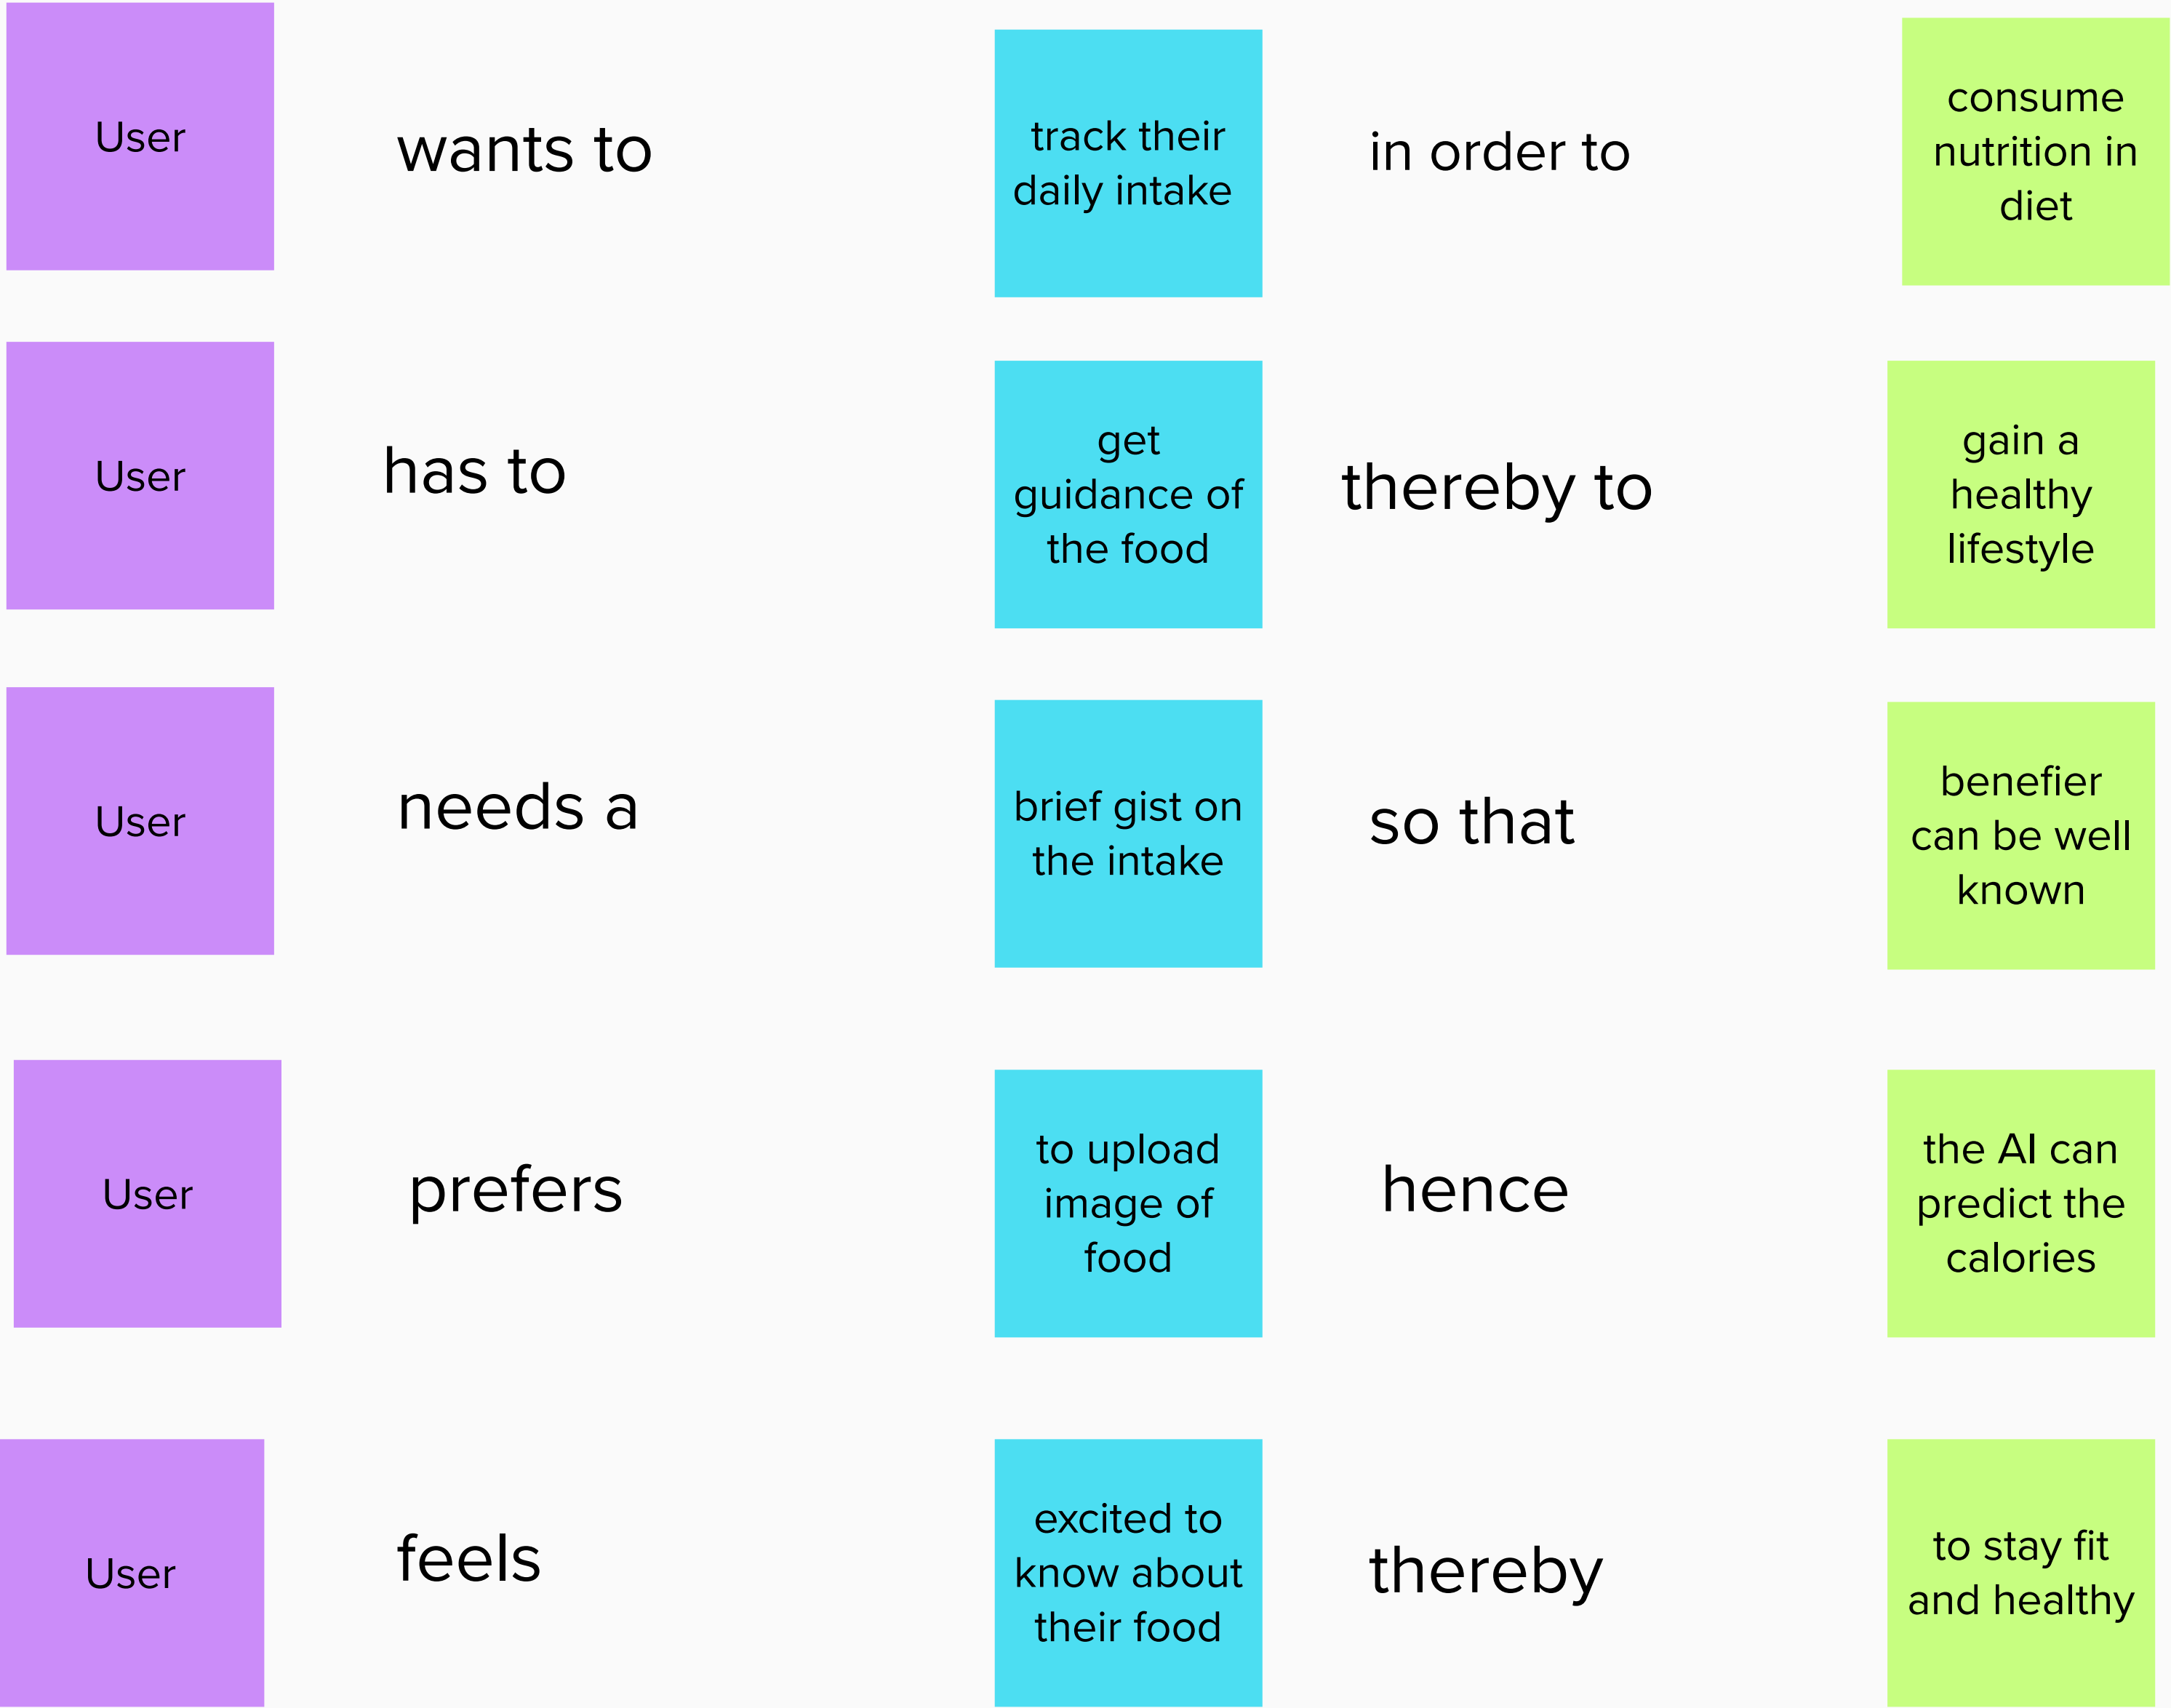 User
wants to
track their
daily intake
in order to
consume
nutrition in
diet
User
has to
get
guidance of
the food
thereby to
gain a
healthy
lifestyle
User
needs a
brief gist on
the intake
so that
benefier
can be well
known
User
prefers
to upload
image of
food
hence
the AI can
predict the
calories
User
feels
excited to
know about
their food
thereby
to stay fit
and healthy